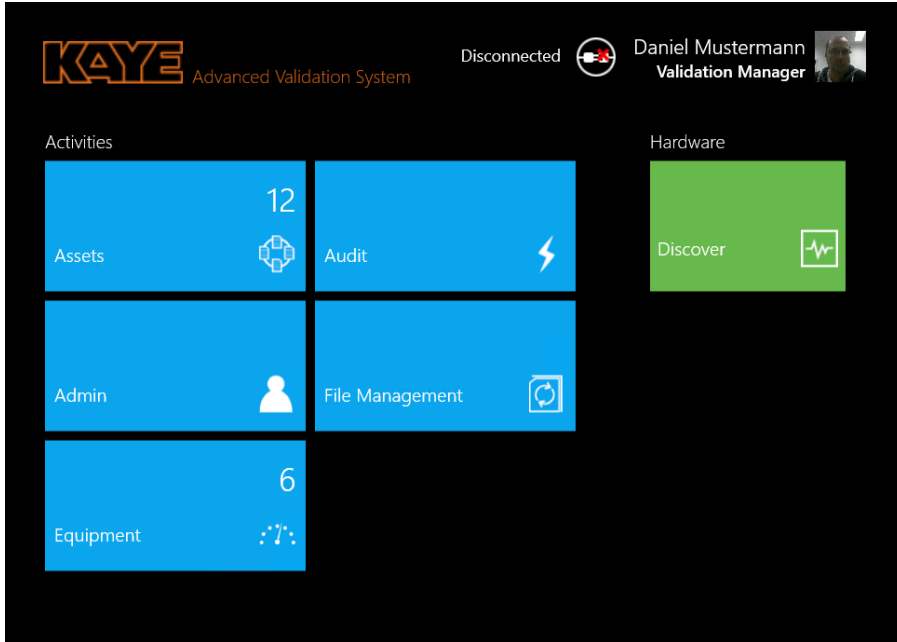 KAYE Advanced Validation System
Disconnected
Daniel Mustermann
Validation Manager
Activities
Hardware
12
Assets
Audit
Discover
Admin
File Management
6
Equipment